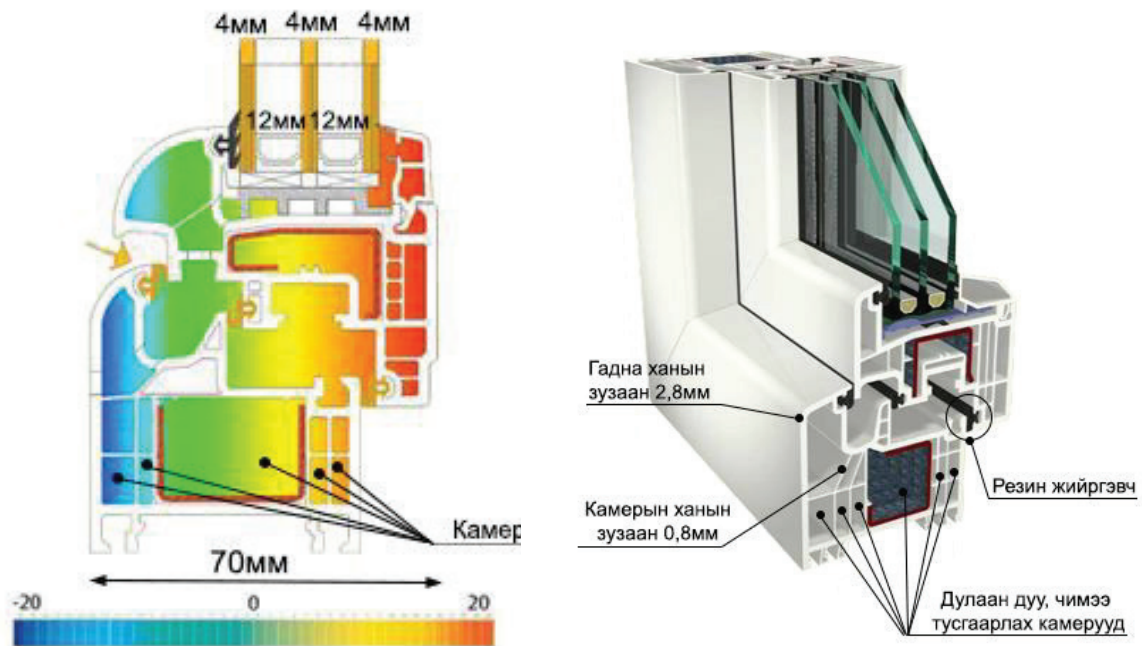 4мм 4мм 4мм
12мм 12мм
Камер
70мм
-20 0 20
Гадна ханын
зузаан 2,8мм
Камерын ханын
зузаан 0,8мм
Резин жийргэвч
Дулаан дуу, чимээ
тусгаарлах камерууд